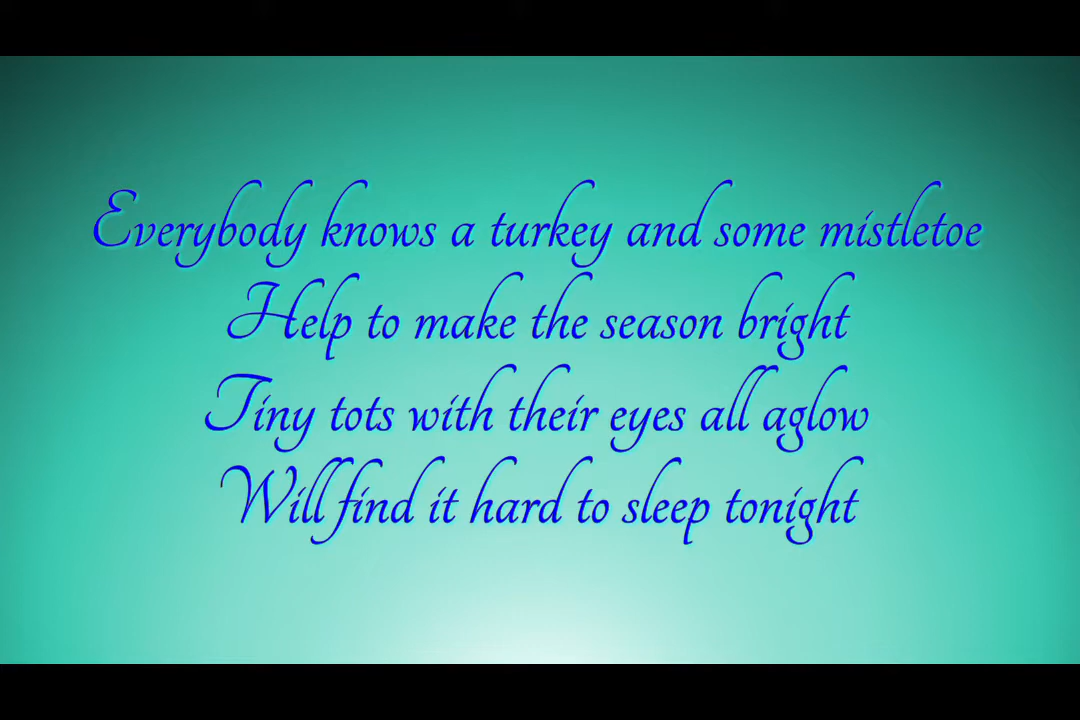 Everybody knows a turkey and some mistletoe
Help to make the season bright
Tiny tots with their eyes all aglow
Will find it hard to sleep tonight